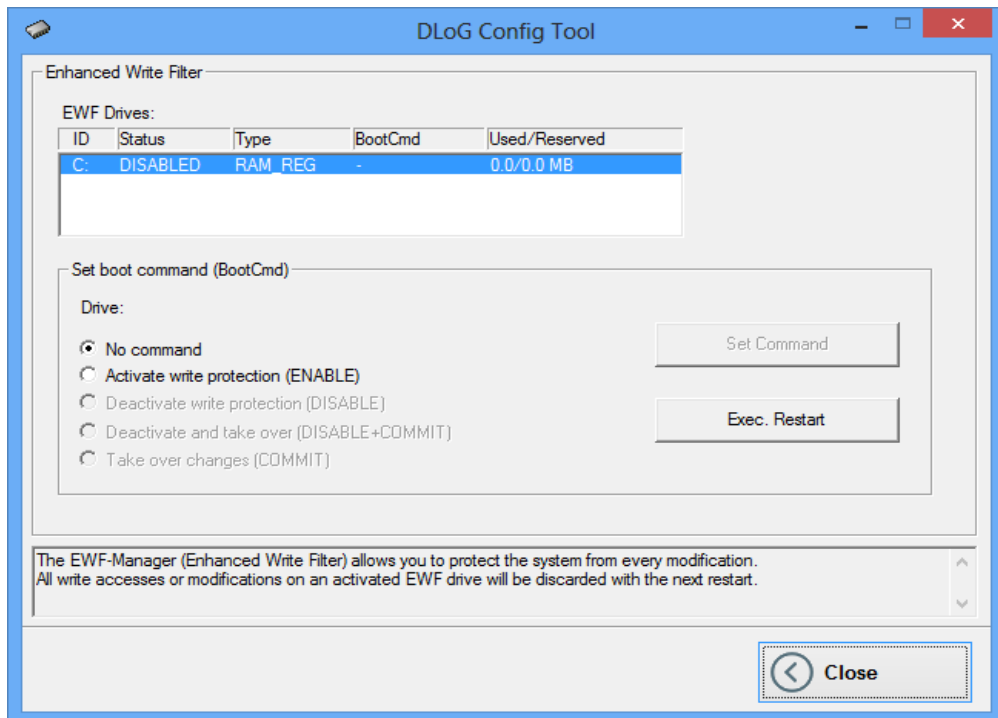 DLoG Config Tool
Enhanced Write Filter
EWF Drives:
ID Status Type BootCmd Used/Reserved
C: DISABLED RAM_REG - 0.0/0.0 MB
Set boot command (BootCmd)
Drive:
No command
Set Command
Activate write protection (ENABLE)
Deactivate write protection (DISABLE)
Exec. Restart
Deactivate and take over (DISABLE+COMMIT)
Take over changes (COMMIT)
The EWF-Manager (Enhanced Write Filter) allows you to protect the system from every modification.
All write accesses or modifications on an activated EWF drive will be discarded with the next restart.
Close